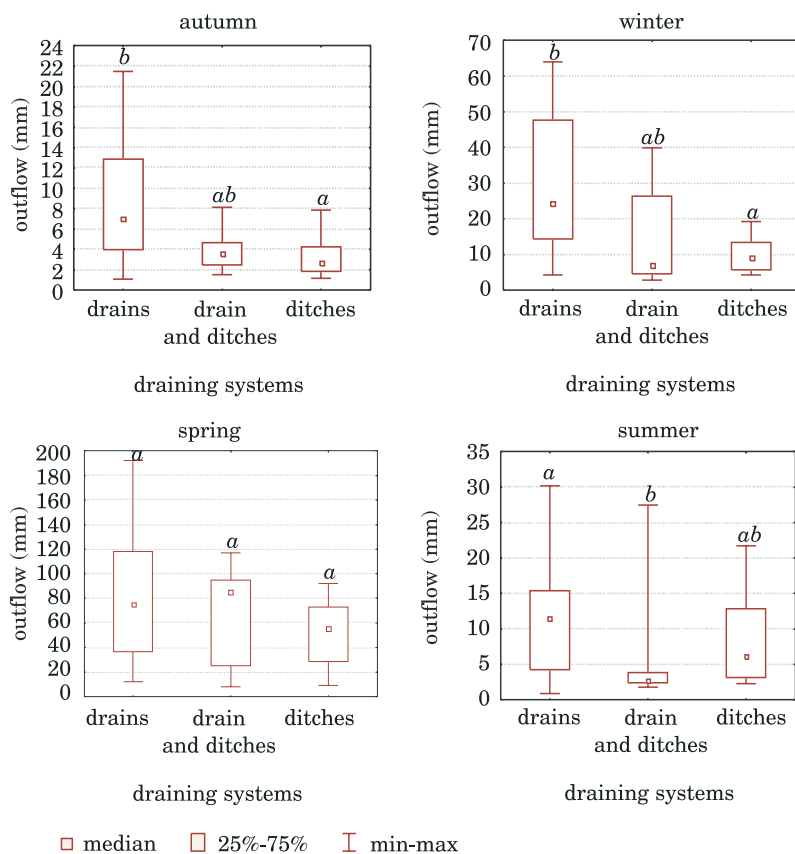 autumn
24
22
20
18
16
14
12
10
8
6
4
2
0
outflow (mm)
b
ab
a
drains drain ditches
and ditches
draining systems
winter
70
60
50
40
30
20
10
0
outflow (mm)
b
ab
a
drains drain ditches
and ditches
draining systems
spring
200
180
160
140
120
100
80
60
40
20
0
outflow (mm)
a
a
a
drains drain ditches
and ditches
draining systems
summer
35
30
25
20
15
10
5
0
outflow (mm)
a
b
ab
drains drain ditches
and ditches
draining systems
median 25%-75% min-max